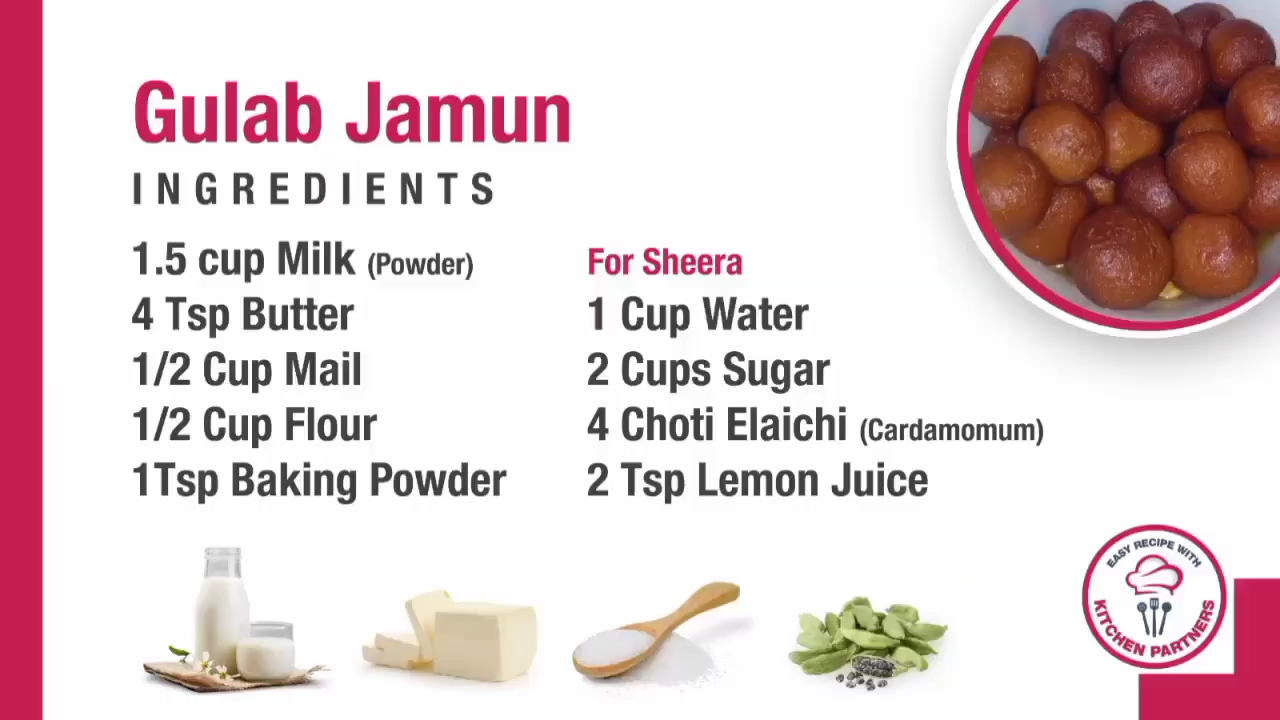 Gulab Jamun
INGREDIENTS
1.5 cup Milk (Powder)
4 Tsp Butter
1/2 Cup Mail
1/2 Cup Flour
1Tsp Baking Powder
For Sheera
1 Cup Water
2 Cups Sugar
4 Choti Elaichi (Cardamomum)
2 Tsp Lemon Juice
EASY RECIPE WITH
KITCHEN PARTNERS